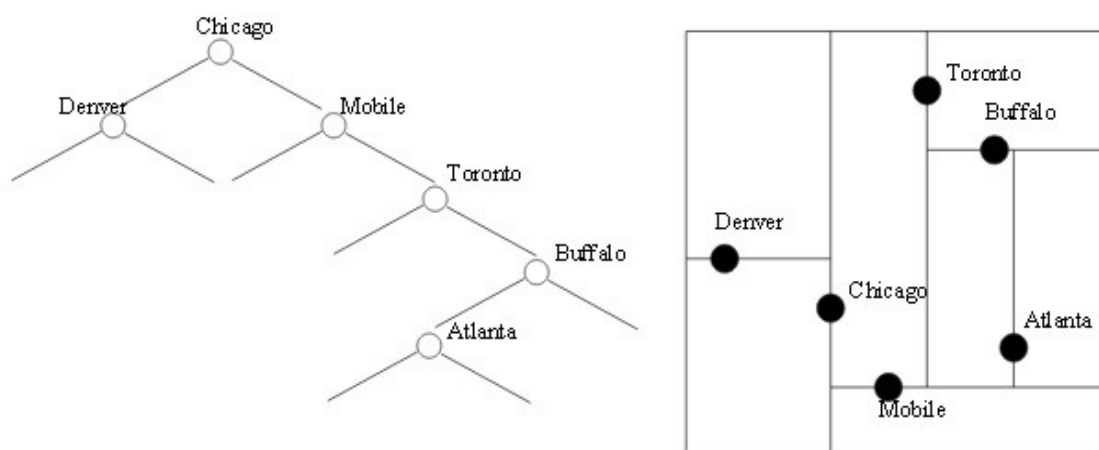 Chicago
Denver
Mobile
Toronto
Buffalo
Atlanta
Toronto
Buffalo
Denver
Chicago
Atlanta
Mobile